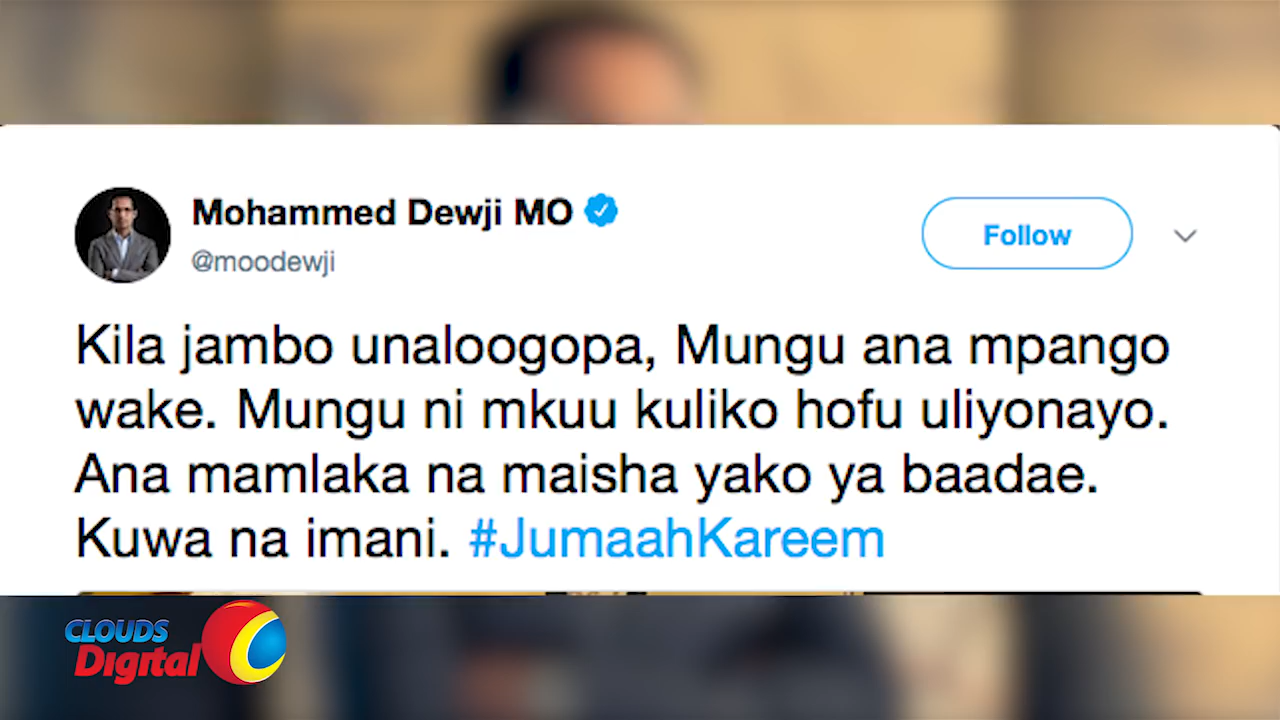 Mohammed Dewji MO
@moodewji
Follow
Kila jambo unaloogopa, Mungu ana mpango
wake. Mungu ni mkuu kuliko hofu uliyonayo.
Ana mamlaka na maisha yako ya baadae.
Kuwa na imani. #JumaahKareem
CLOUDS
Digital